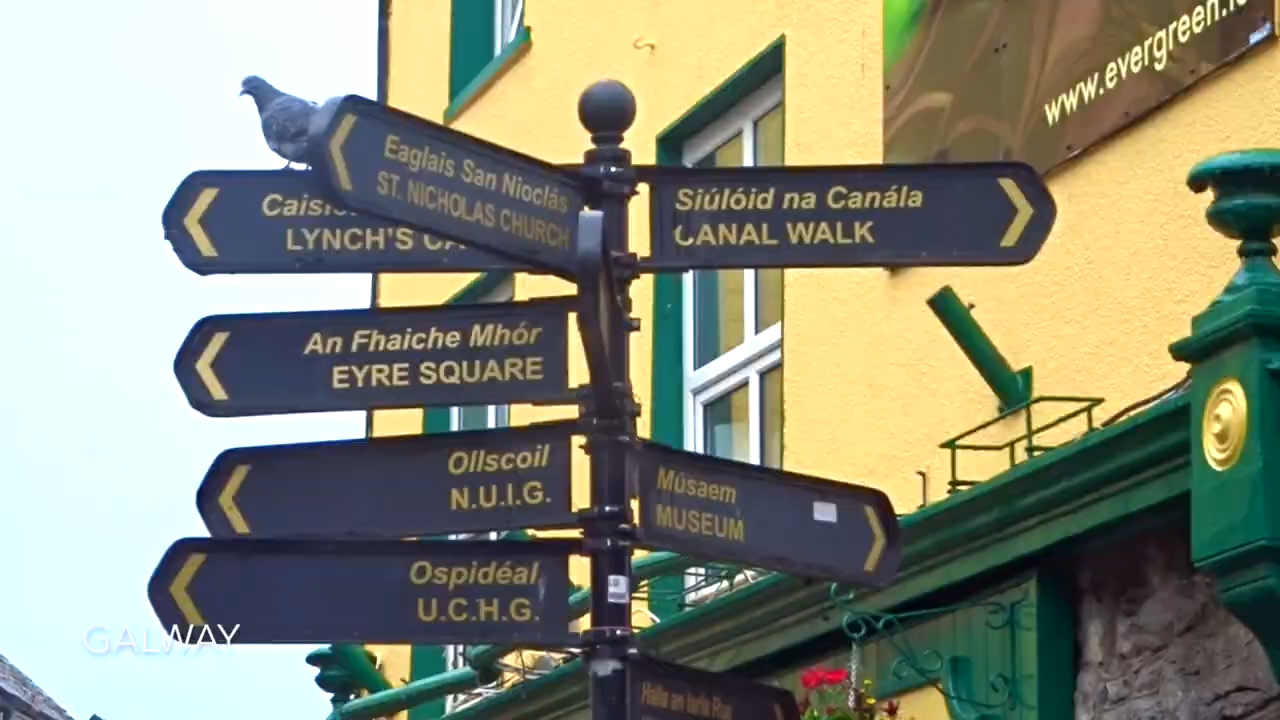 www.evergreen.
Eaglais San Nioclás
ST. NICHOLAS CHURCH
LYNCH'S
Siúlóid na Canála
CANAL WALK
An Fhaiche Mhór
EYRE SQUARE
Ollscoil
N.U.I.G.
Músaem
MUSEUM
Ospidéal
U.C.H.G.
GALWAY